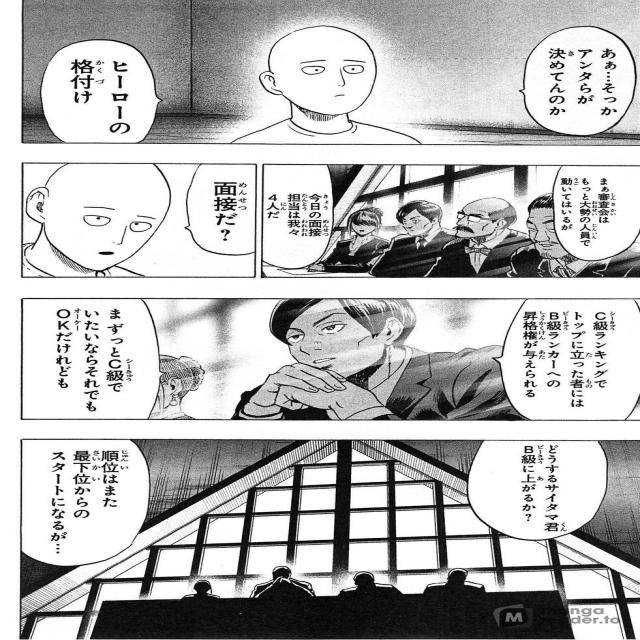 あぁ…そっか
アンタらが
決めてんのか
ヒーローの
格付け
まぁ審査会は
もっと大勢の人員で
動いてはいるが
今日の面接
担当は我々
4人だ
面接だ？
C級ランキングで
トップに立った者には
B級ランカーへの
昇格権が与えられる
まずっとC級で
いたいならそれでも
OKだけれども
どうするサイタマ君
B級に上がるか？
順位はまた
最下位からの
スタートになるが…